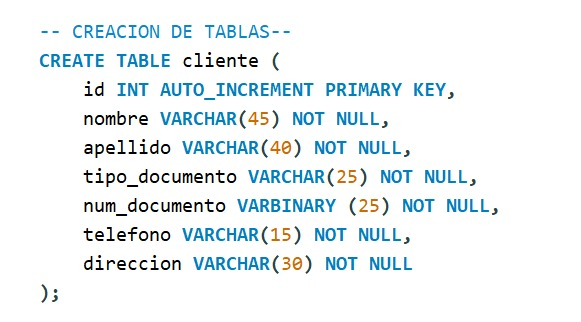 -- CREACION DE TABLAS--
CREATE TABLE cliente (
    id INT AUTO_INCREMENT PRIMARY KEY,
    nombre VARCHAR(45) NOT NULL,
    apellido VARCHAR(40) NOT NULL,
    tipo_documento VARCHAR(25) NOT NULL,
    num_documento VARBINARY (25) NOT NULL,
    telefono VARCHAR(15) NOT NULL,
    direccion VARCHAR(30) NOT NULL
);